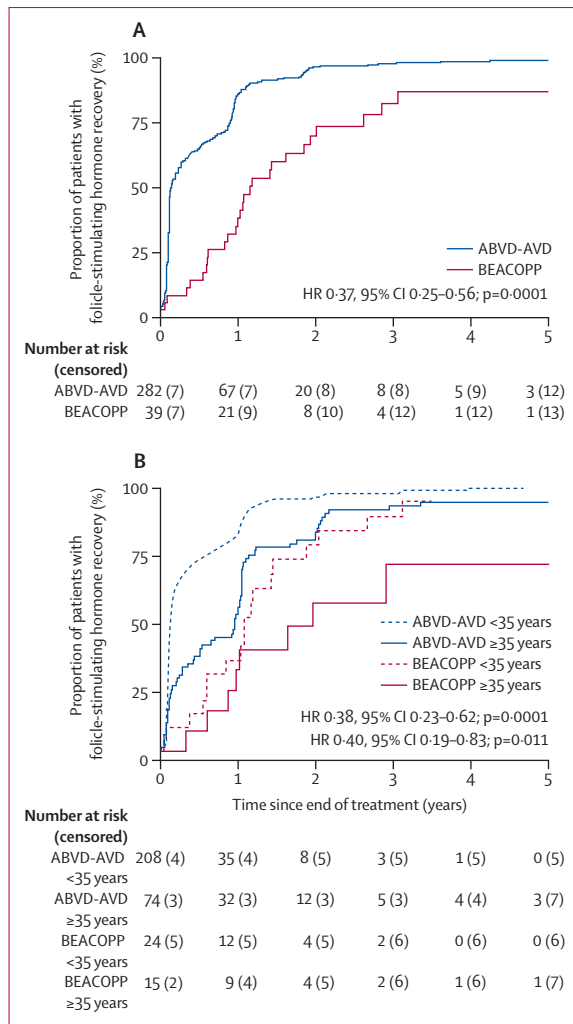 A
Proportion of patients with
follicle-stimulating hormone recovery (%)
100
75
50
25
0
ABVD-AVD
BEACOPP
HR 0·37, 95% CI 0·25–0·56; p=0·0001
0 1 2 3 4 5
Number at risk
(censored)
ABVD-AVD 282 (7) 67 (7) 20 (8) 8 (8) 5 (9) 3 (12)
BEACOPP 39 (7) 21 (9) 8 (10) 4 (12) 1 (12) 1 (13)
B
Proportion of patients with
follicle-stimulating hormone recovery (%)
100
75
50
25
0
ABVD-AVD <35 years
ABVD-AVD ≥35 years
BEACOPP <35 years
BEACOPP ≥35 years
HR 0·38, 95% CI 0·23–0·62; p=0·0001
HR 0·40, 95% CI 0·19–0·83; p=0·011
0 1 2 3 4 5
Time since end of treatment (years)
Number at risk
(censored)
ABVD-AVD 208 (4) 35 (4) 8 (5) 3 (5) 1 (5) 0 (5)
<35 years
ABVD-AVD 74 (3) 32 (3) 12 (3) 5 (3) 4 (4) 3 (7)
≥35 years
BEACOPP 24 (5) 12 (5) 4 (5) 2 (6) 0 (6) 0 (6)
<35 years
BEACOPP 15 (2) 9 (4) 4 (5) 2 (6) 1 (6) 1 (7)
≥35 years